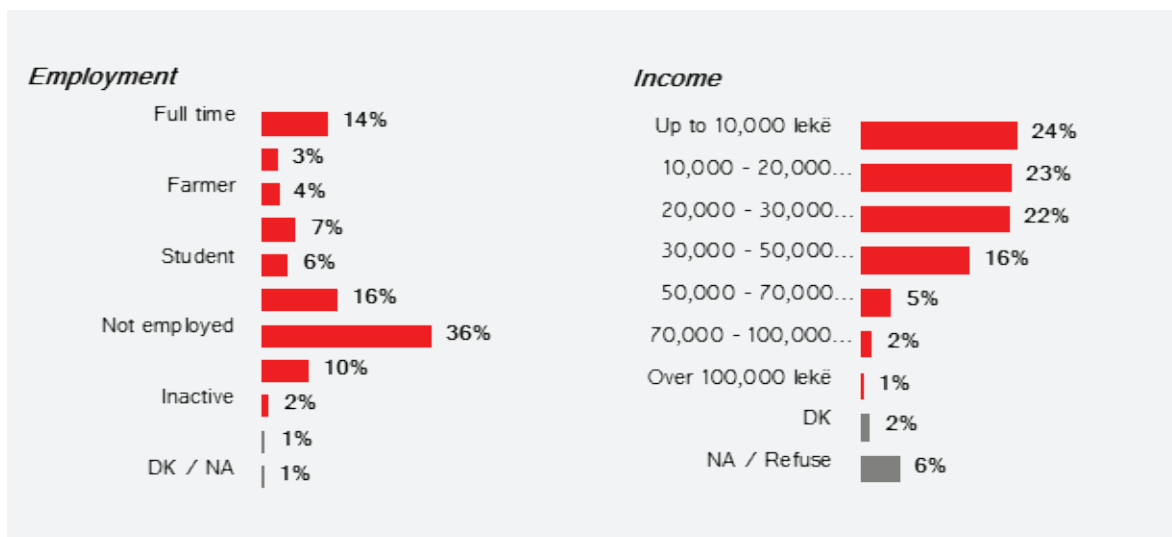 Employment
Full time 14%
3%
Farmer 4%
7%
Student 6%
16%
Not employed 36%
10%
Inactive 2%
1%
DK / NA 1%
Income
Up to 10,000 lekë 24%
10,000 - 20,000... 23%
20,000 - 30,000... 22%
30,000 - 50,000... 16%
50,000 - 70,000... 5%
70,000 - 100,000... 2%
Over 100,000 lekë 1%
DK 2%
NA / Refuse 6%